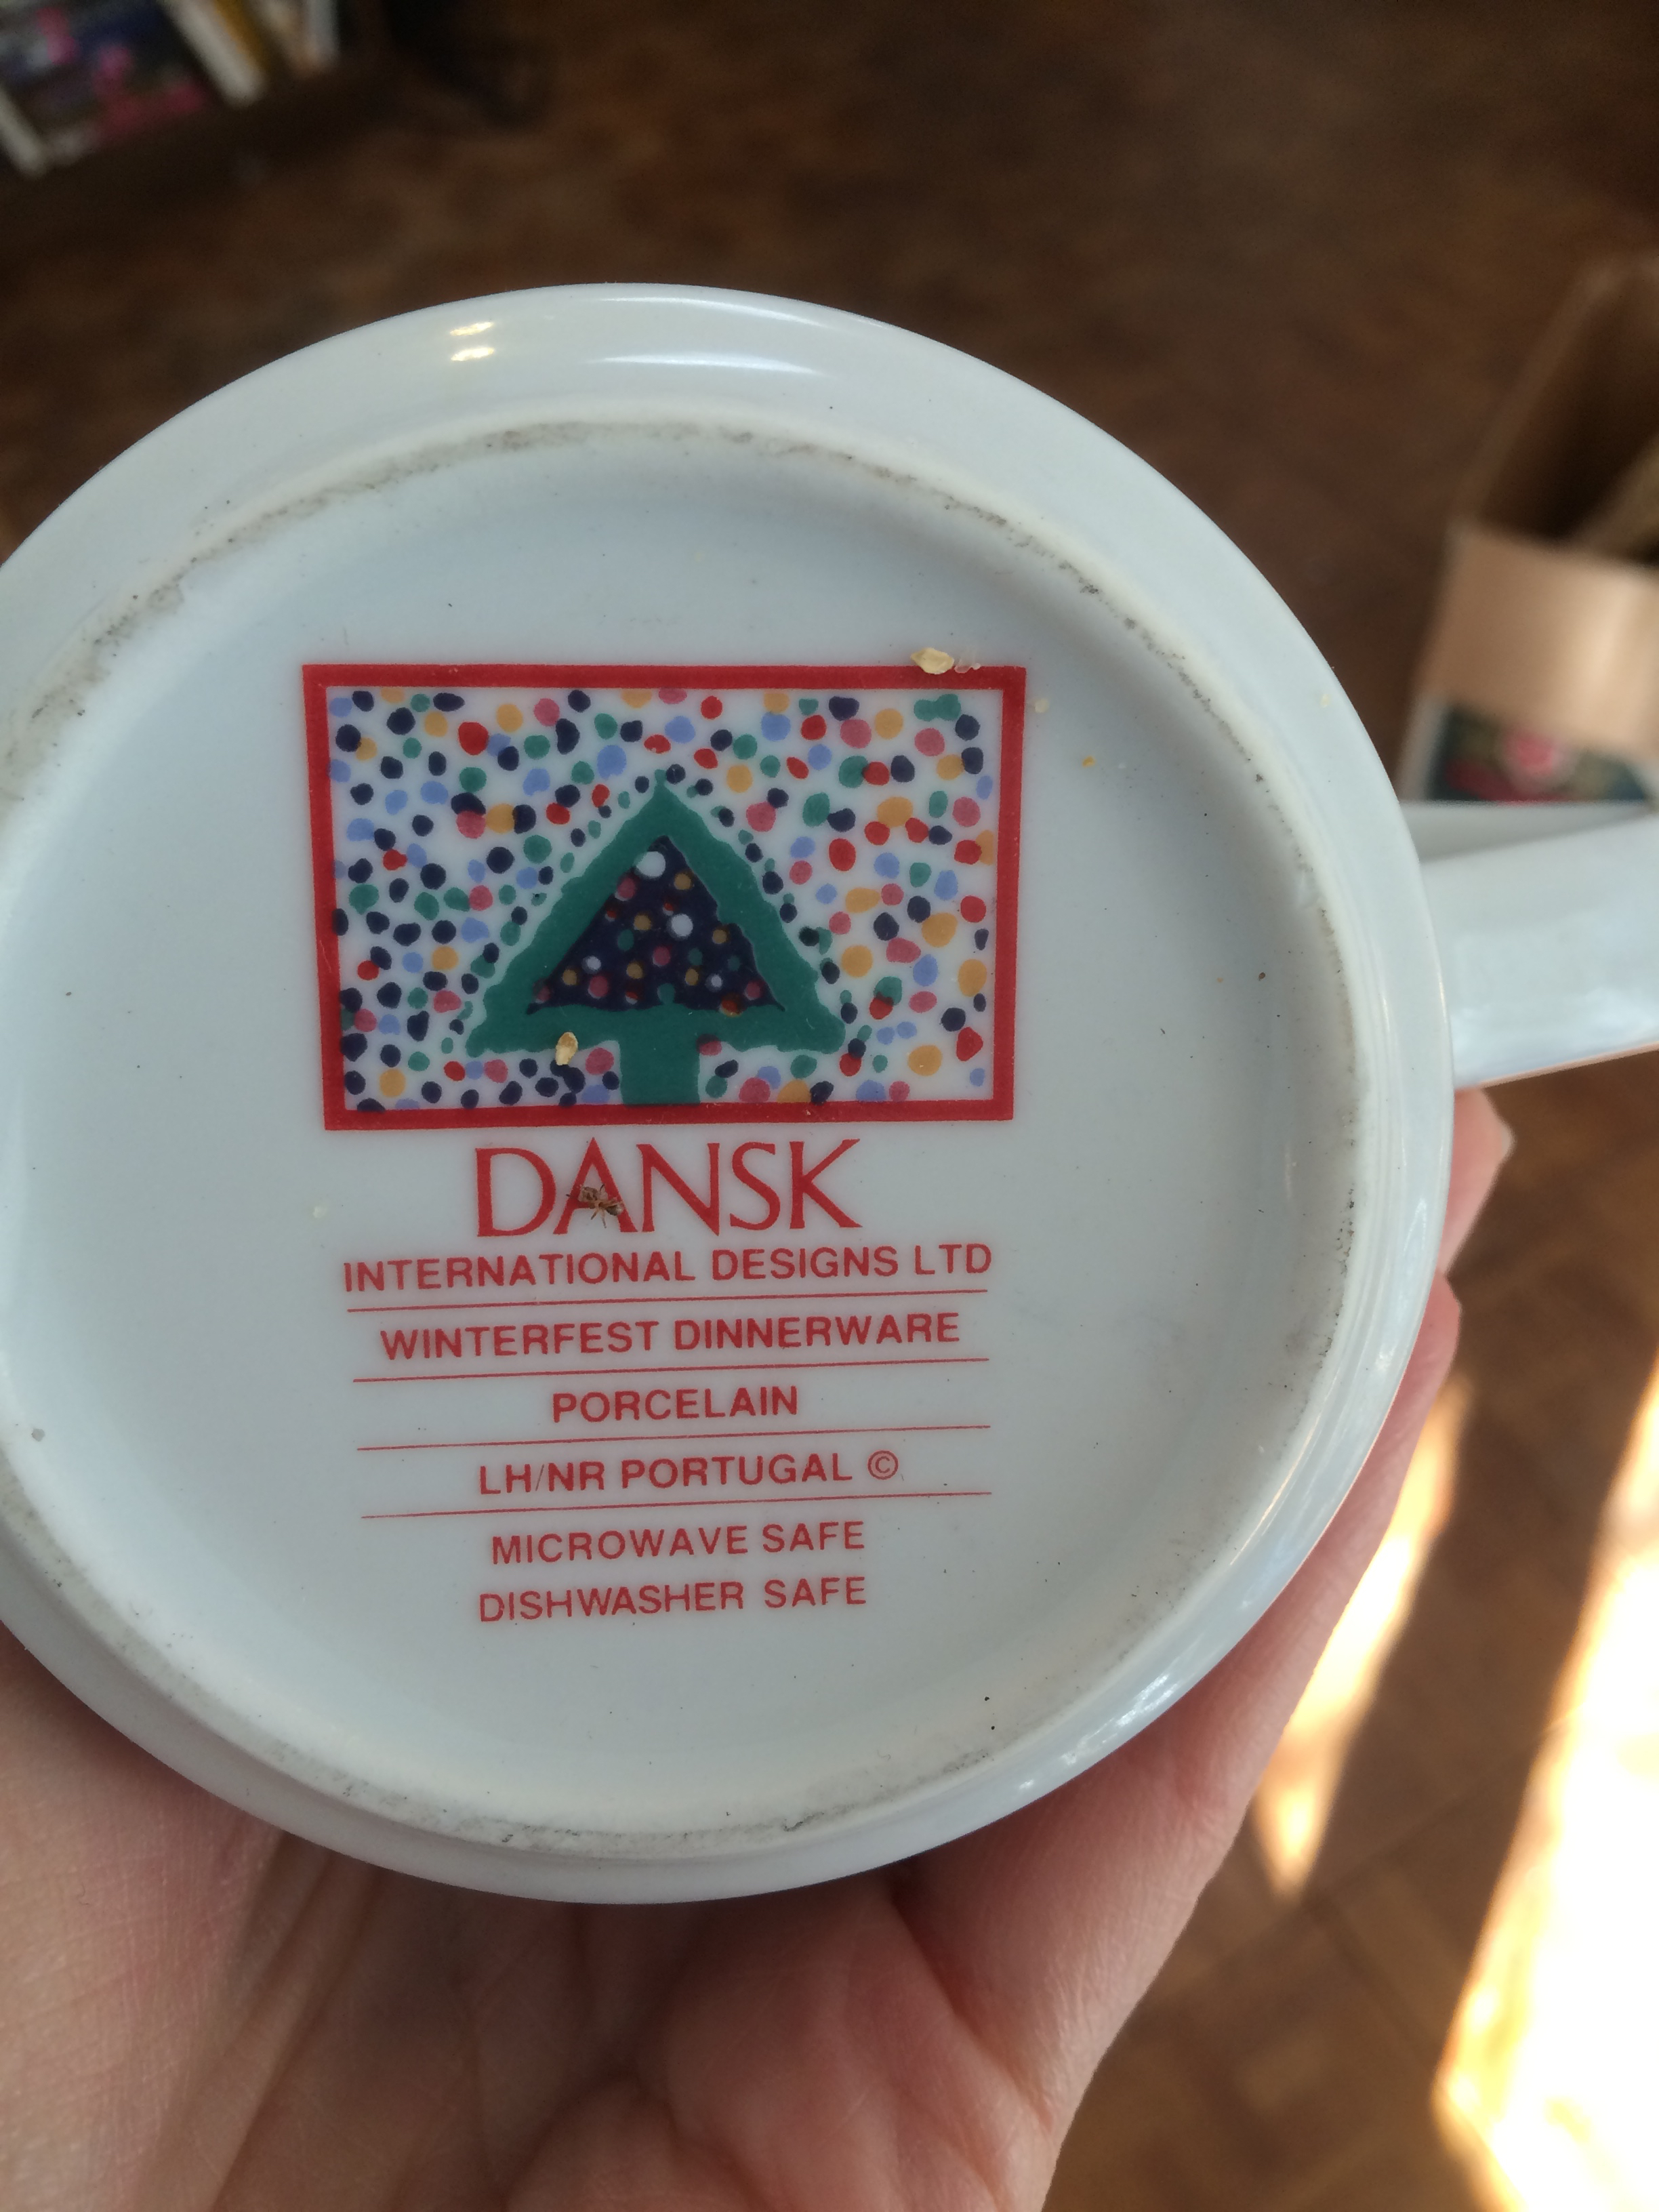 DANSK
INTERNATIONAL DESIGNS LTD
WINTERFEST DINNERWARE
PORCELAIN
LH/NR PORTUGAL ©
MICROWAVE SAFE
DISHWASHER SAFE